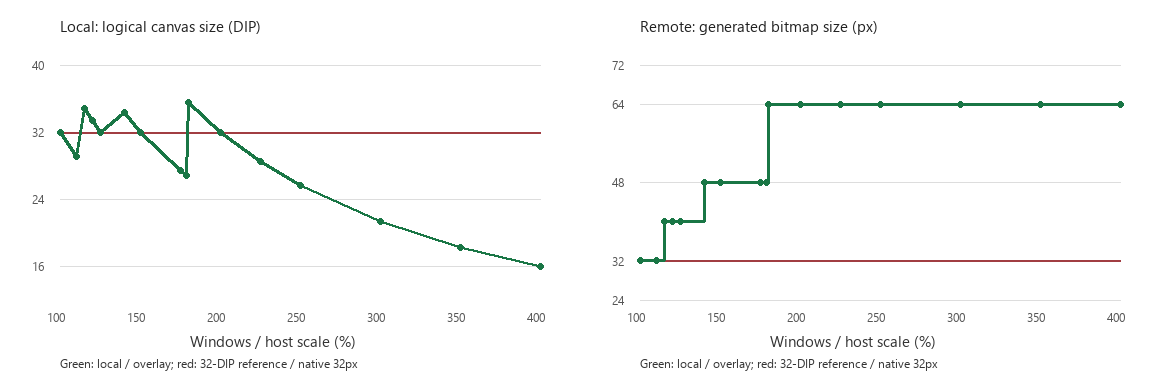 Local: logical canvas size (DIP)
40
32
24
16
100 150 200 250 300 350 400
Windows / host scale (%)
Green: local / overlay; red: 32-DIP reference / native 32px
Remote: generated bitmap size (px)
72
64
48
32
24
100 150 200 250 300 350 400
Windows / host scale (%)
Green: local / overlay; red: 32-DIP reference / native 32px